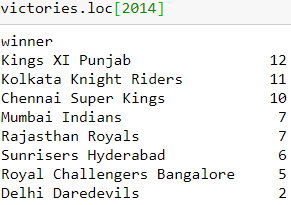 victories.loc[2014]
winner
Kings XI Punjab 12
Kolkata Knight Riders 11
Chennai Super Kings 10
Mumbai Indians 7
Rajasthan Royals 7
Sunrisers Hyderabad 6
Royal Challengers Bangalore 5
Delhi Daredevils 2